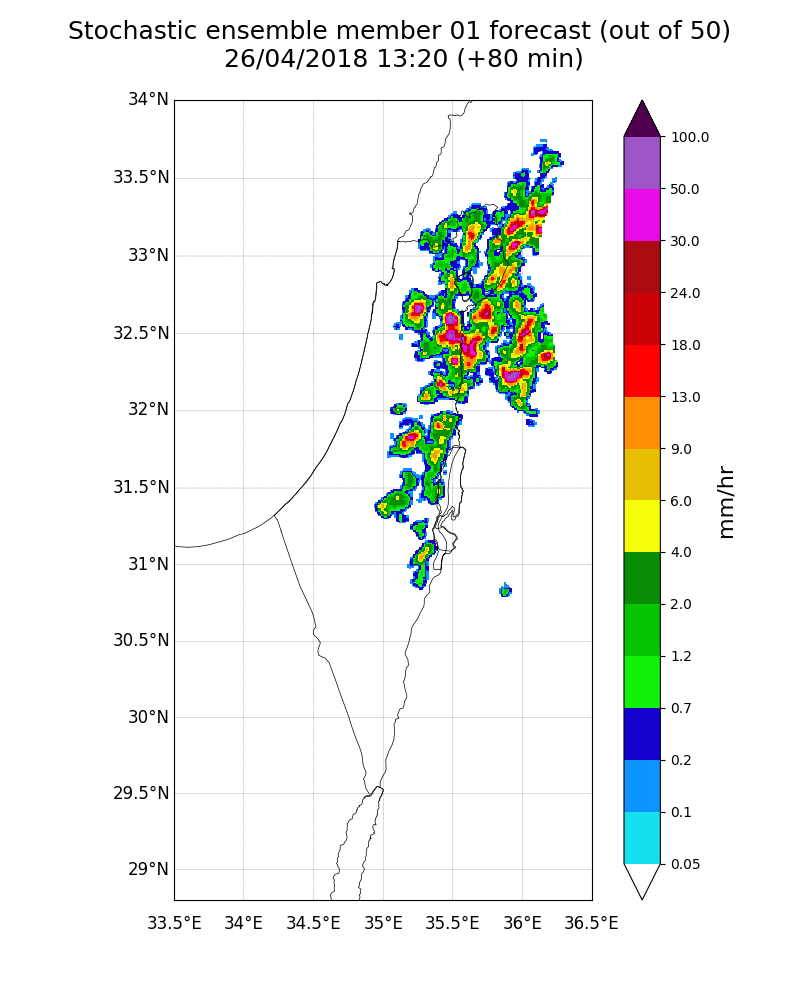 Stochastic ensemble member 01 forecast (out of 50)
26/04/2018 13:20 (+80 min)
34°N
33.5°N
33°N
32.5°N
32°N
31.5°N
31°N
30.5°N
30°N
29.5°N
29°N
33.5°E 34°E 34.5°E 35°E 35.5°E 36°E 36.5°E
100.0
50.0
30.0
24.0
18.0
13.0
9.0
6.0
4.0
2.0
1.2
0.7
0.2
0.1
0.05
mm/hr